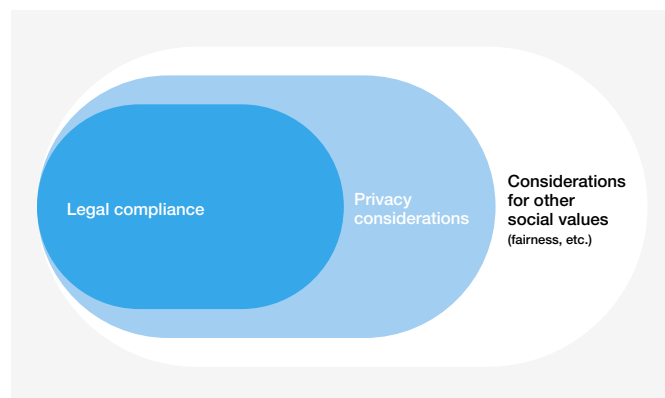 Legal compliance
Privacy
considerations
Considerations
for other
social values
(fairness, etc.)